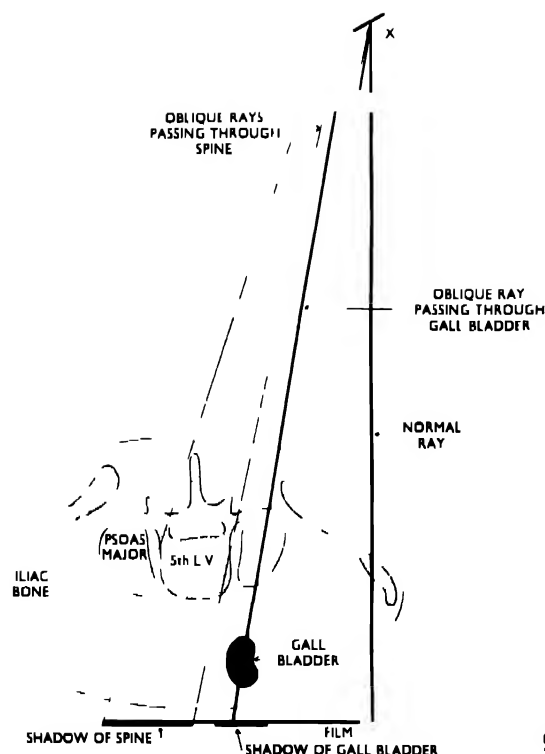 X
OBLIQUE RAYS
PASSING THROUGH
SPINE
OBLIQUE RAY
PASSING THROUGH
GALL BLADDER
NORMAL
RAY
PSOAS
MAJOR
5th L V
ILIAC
BONE
GALL
BLADDER
SHADOW OF SPINE
FILM
SHADOW OF GALL BLADDER